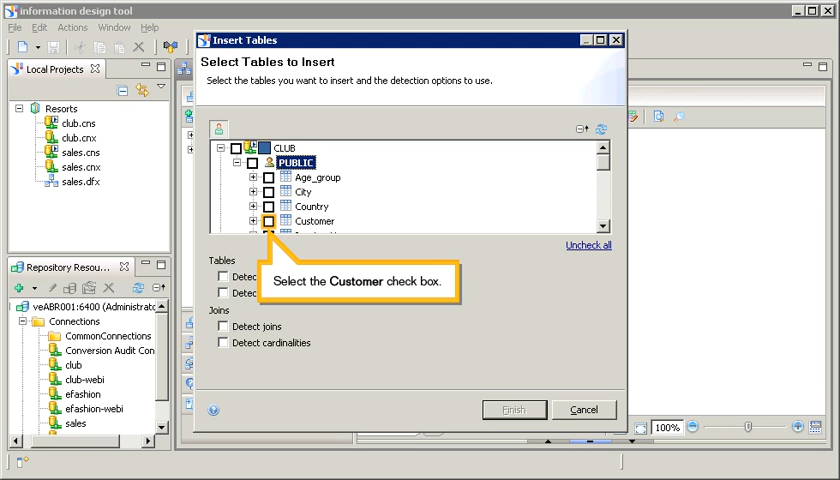 information design tool
File Edit Actions Window Help
Local Projects
Resorts
club.cns
club.cnx
sales.cns
sales.cnx
sales.dfx
Repository Resou...
veABR001:6400 (Administrato
Connections
CommonConnections
Conversion Audit Con
club
club-webi
efashion
efashion-webi
sales
Insert Tables
Select Tables to Insert
Select the tables you want to insert and the detection options to use.
CLUB
PUBLIC
Age_group
City
Country
Customer
Uncheck all
Tables
Detec
Detec
Select the Customer check box.
Joins
Detect joins
Detect cardinalities
Finish
Cancel
100%